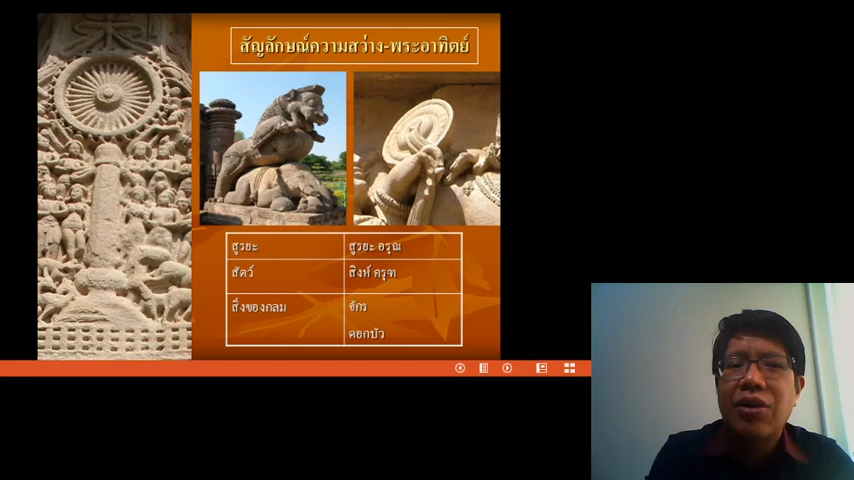 สัญลักษณ์ความสว่าง-พระอาทิตย์
สูรยะ
สูรยะ อรุณ
สัตว์
สิงห์ ครุฑ
สิ่งของกลม
จักร
ดอกบัว